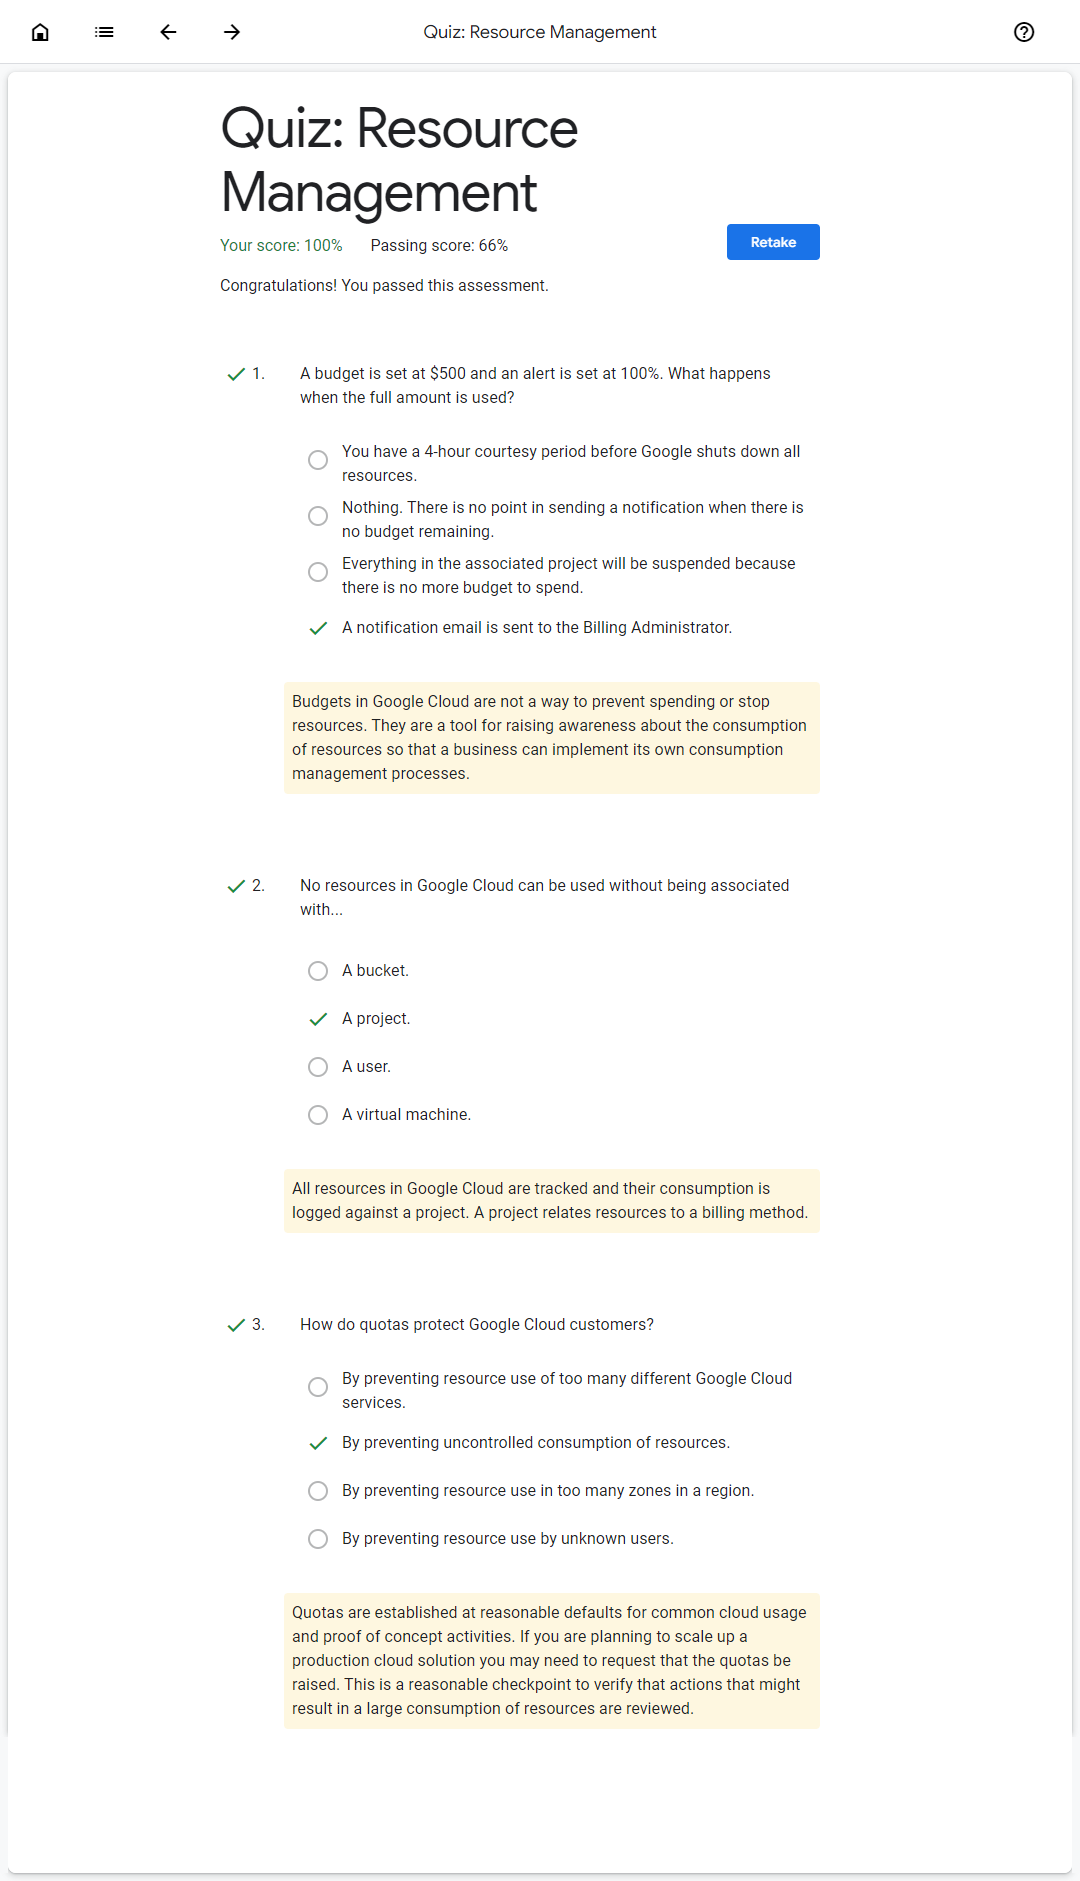 Quiz: Resource Management
Quiz: Resource
Management
Your score: 100% Passing score: 66%
Retake
Congratulations! You passed this assessment.
1. A budget is set at $500 and an alert is set at 100%. What happens
when the full amount is used?
You have a 4-hour courtesy period before Google shuts down all
resources.
Nothing. There is no point in sending a notification when there is
no budget remaining.
Everything in the associated project will be suspended because
there is no more budget to spend.
A notification email is sent to the Billing Administrator.
Budgets in Google Cloud are not a way to prevent spending or stop
resources. They are a tool for raising awareness about the consumption
of resources so that a business can implement its own consumption
management processes.
2. No resources in Google Cloud can be used without being associated
with...
A bucket.
A project.
A user.
A virtual machine.
All resources in Google Cloud are tracked and their consumption is
logged against a project. A project relates resources to a billing method.
3. How do quotas protect Google Cloud customers?
By preventing resource use of too many different Google Cloud
services.
By preventing uncontrolled consumption of resources.
By preventing resource use in too many zones in a region.
By preventing resource use by unknown users.
Quotas are established at reasonable defaults for common cloud usage
and proof of concept activities. If you are planning to scale up a
production cloud solution you may need to request that the quotas be
raised. This is a reasonable checkpoint to verify that actions that might
result in a large consumption of resources are reviewed.